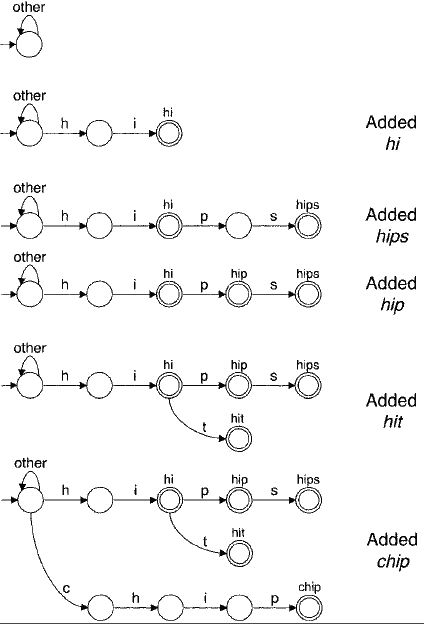 other
other
h i hi
Added
hi
other
h i hi p s hips
Added
hips
other
h i hi p hip s hips
Added
hip
other
h i hi p hip s hips
t hit
Added
hit
other
h i hi p hip s hips
t hit
Added
chip
c h i p chip